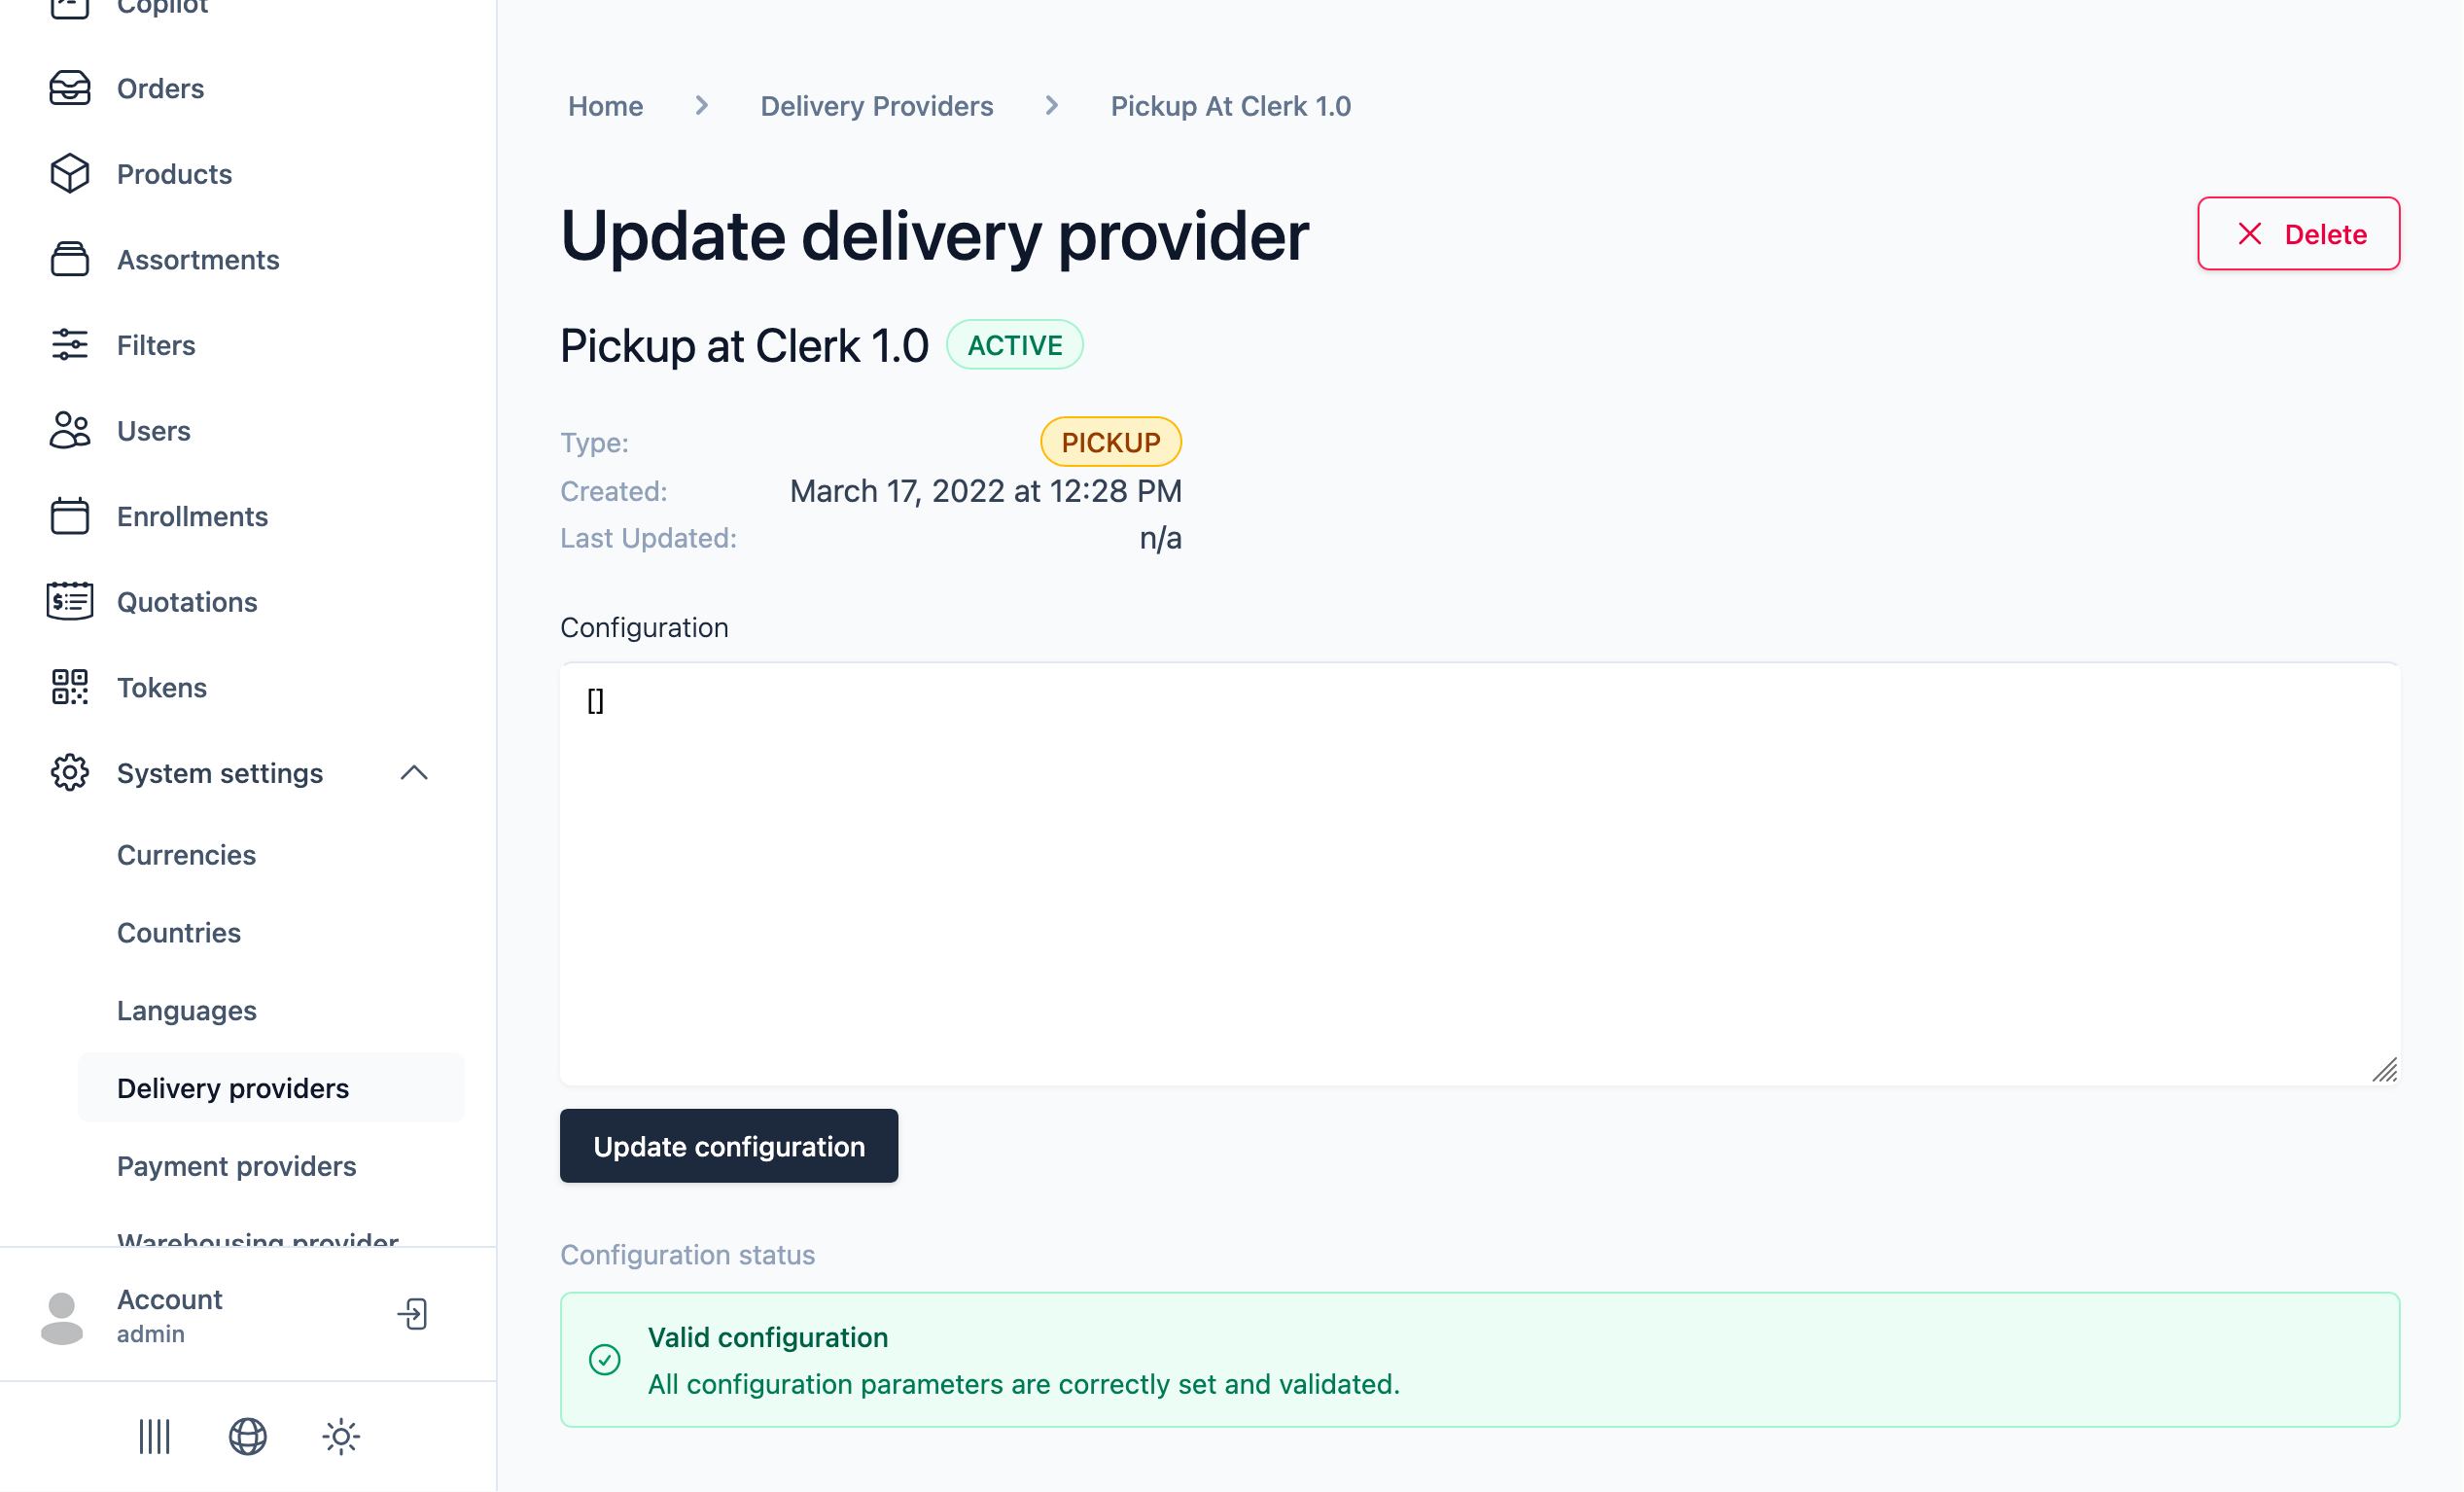 Copilot
Orders
Products
Assortments
Filters
Users
Enrollments
Quotations
Tokens
System settings
Currencies
Countries
Languages
Delivery providers
Payment providers
Warehousing provider
Account
admin
Home
Delivery Providers
Pickup At Clerk 1.0
Update delivery provider
Delete
Pickup at Clerk 1.0 ACTIVE
Type: PICKUP
Created: March 17, 2022 at 12:28 PM
Last Updated: n/a
Configuration
[]
Update configuration
Configuration status
Valid configuration
All configuration parameters are correctly set and validated.